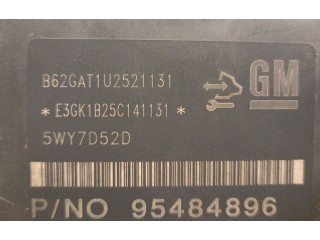 B62GAT1U2521131
*E3GK1B25C141131*
5WY7D52D
GM
P/NO 95484896